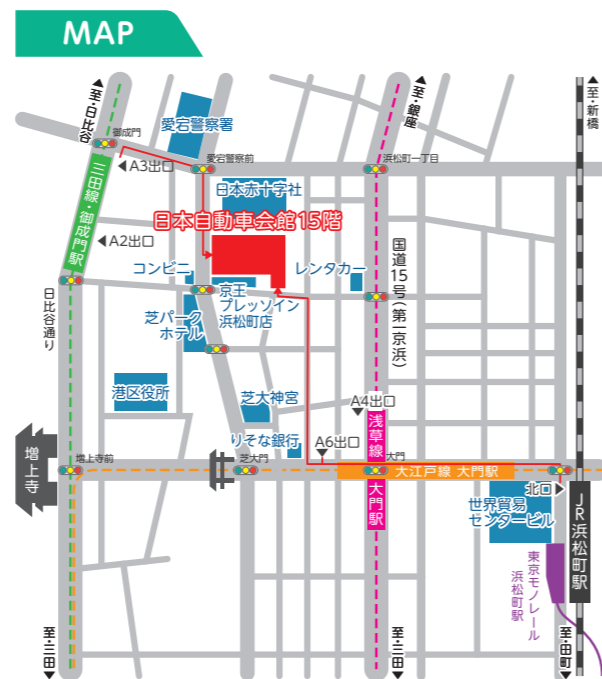 MAP
至・日比谷
御成門
愛宕警察署
至・銀座
至・新橋
A3出口
愛宕警察前
浜松町一丁目
三田線・御成門駅
日本赤十字社
日本自動車会館15階
A2出口
コンビニ
京王
プレッソイン
浜松町店
レンタカー
国道15号(第一京浜)
日比谷通り
芝パーク
ホテル
港区役所
芝大神宮
A4出口
浅草線
りそな銀行
A6出口
増上寺
増上寺前
芝大門
大門
大江戸線 大門駅
大門駅
北口
世界貿易
センタービル
JR浜松町駅
東京モノレール
浜松町駅
至・三田
至・三田
至・田町